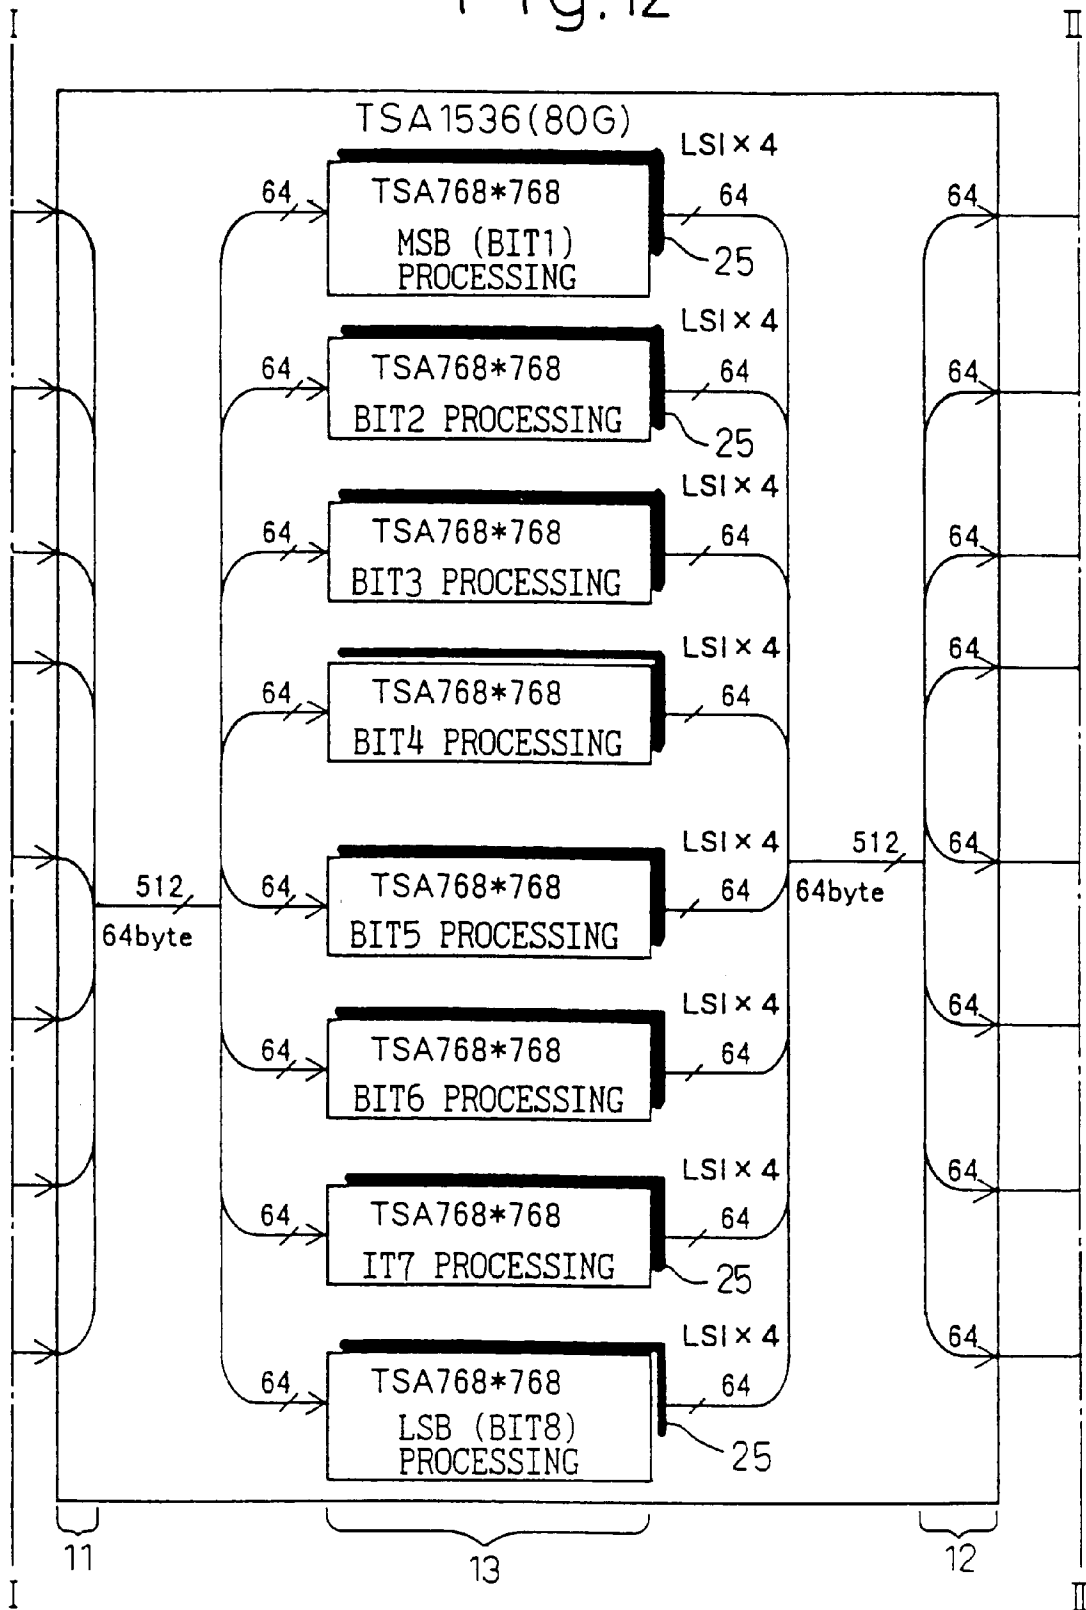 Fig. 12
I
II
TSA1536(80G)
LSI×4
64
TSA768*768
MSB (BIT1)
PROCESSING
64
25
64
LSI×4
64
TSA768*768
BIT2 PROCESSING
64
25
64
LSI×4
64
TSA768*768
BIT3 PROCESSING
64
64
LSI×4
64
TSA768*768
BIT4 PROCESSING
64
64
512
64byte
LSI×4
64
TSA768*768
BIT5 PROCESSING
64
512
64byte
64
LSI×4
64
TSA768*768
BIT6 PROCESSING
64
64
LSI×4
64
TSA768*768
IT7 PROCESSING
64
25
64
LSI×4
64
TSA768*768
LSB (BIT8)
PROCESSING
64
25
64
11
13
12
I
II